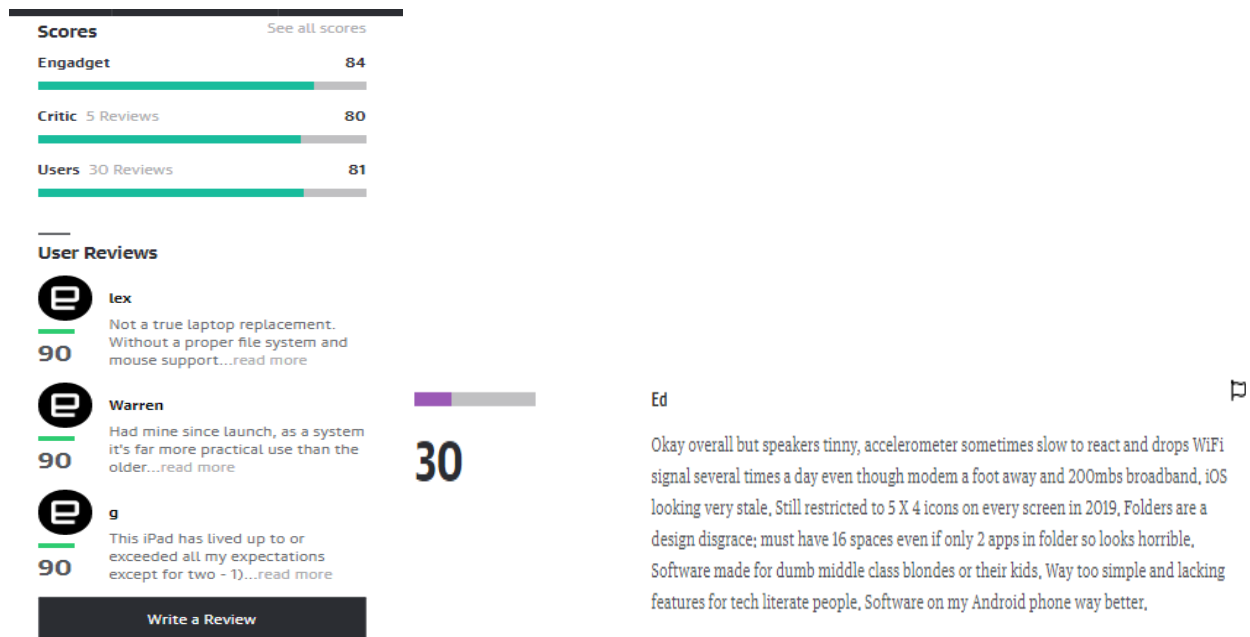 Scores
See all scores
Engadget
84
Critic 5 Reviews
80
Users 30 Reviews
81
User Reviews
lex
Not a true laptop replacement.
Without a proper file system and
mouse support...read more
90
Warren
Had mine since launch, as a system
it's far more practical use than the
older...read more
90
g
This iPad has lived up to or
exceeded all my expectations
except for two - 1)...read more
90
Write a Review
30
Ed
Okay overall but speakers tinny, accelerometer sometimes slow to react and drops WiFi
signal several times a day even though modem a foot away and 200mbs broadband, iOS
looking very stale, Still restricted to 5 X 4 icons on every screen in 2019, Folders are a
design disgrace; must have 16 spaces even if only 2 apps in folder so looks horrible,
Software made for dumb middle class blondes or their kids, Way too simple and lacking
features for tech literate people, Software on my Android phone way better,